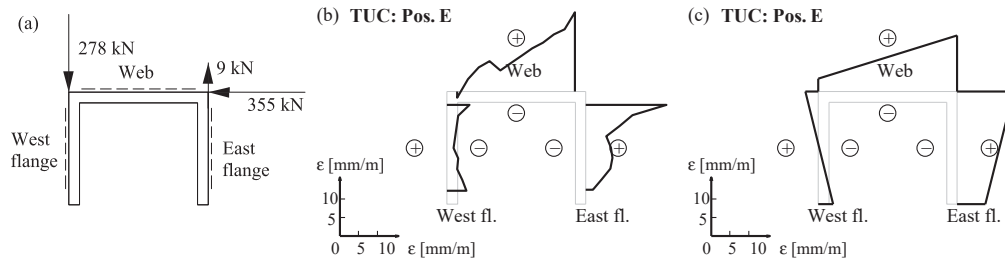 (a)
278 kN
9 kN
Web
355 kN
West
flange
East
flange
(b) TUC: Pos. E
+
Web
−
+
−
−
+
ε [mm/m]
10
5
0 5 10 ε [mm/m]
West fl.
East fl.
(c) TUC: Pos. E
+
Web
−
+
−
−
+
ε [mm/m]
10
5
0 5 10 ε [mm/m]
West fl.
East fl.